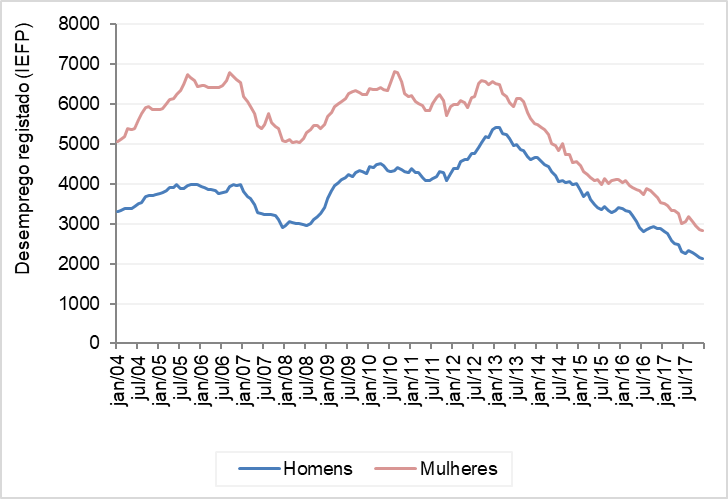 Desemprego registado (IEFP)
8000
7000
6000
5000
4000
3000
2000
1000
0
jan/04
jul/04
jan/05
jul/05
jan/06
jul/06
jan/07
jul/07
jan/08
jul/08
jan/09
jul/09
jan/10
jul/10
jan/11
jul/11
jan/12
jul/12
jan/13
jul/13
jan/14
jul/14
jan/15
jul/15
jan/16
jul/16
jan/17
jul/17
Homens
Mulheres